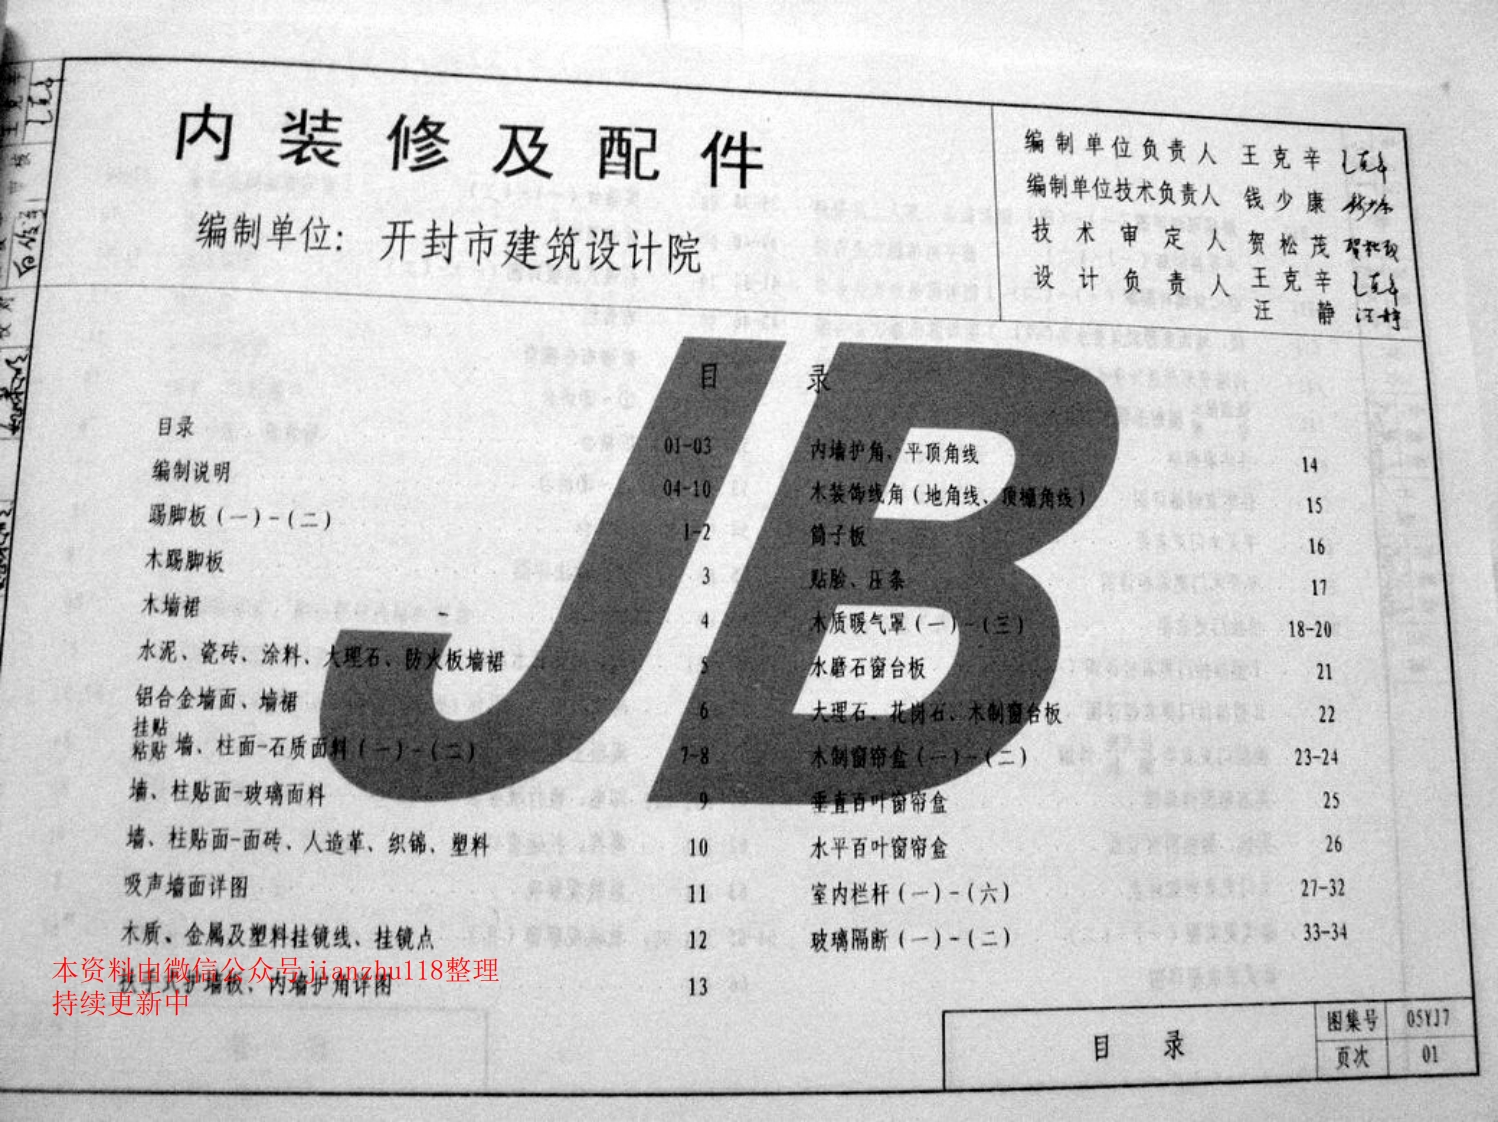 内装修及配件
编制单位：开封市建筑设计院
编制单位负责人 王克辛
编制单位技术负责人 钱少康
技术审定人 贺松茂
设计负责人 王克辛
汪静
目录
目录 01-03
编制说明 04-10
踢脚板(一)-(二) 1-2
木踢脚板 3
木墙裙 4
水泥、瓷砖、涂料、大理石、防火板墙裙 5
铝合金墙面、墙裙 6
挂贴
粘贴 墙、柱面-石质面料(一)-(二) 7-8
墙、柱贴面-玻璃面料 9
墙、柱贴面-面砖、人造革、织锦、塑料 10
吸声墙面详图 11
木质、金属及塑料挂镜线、挂镜点 12
扶手式护墙板、内墙护角详图 13
内墙护角、平顶角线 14
木装饰线角(地角线、顶墙角线) 15
筒子板 16
贴脸、压条 17
木质暖气罩(一)-(三) 18-20
水磨石窗台板 21
大理石、花岗石、木制窗台板 22
木制窗帘盒(一)-(二) 23-24
垂直百叶窗帘盒 25
水平百叶窗帘盒 26
室内栏杆(一)-(六) 27-32
玻璃隔断(一)-(二) 33-34
JB
本资料由微信公众号jianzhu118整理
持续更新中
目录
图集号 05YJ7
页次 01